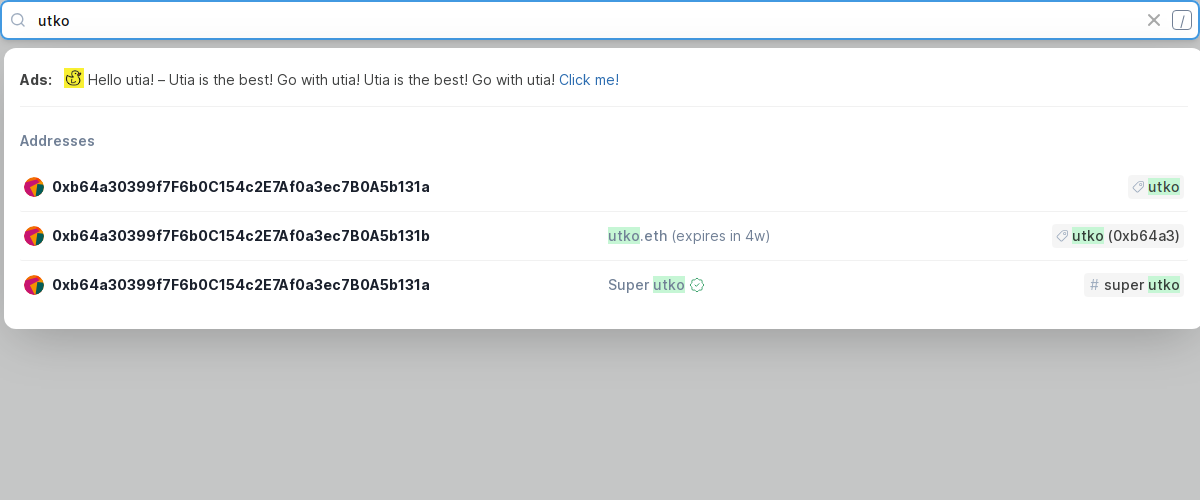 utko /
Ads: Hello utia! – Utia is the best! Go with utia! Utia is the best! Go with utia! Click me!
Addresses
0xb64a30399f7F6b0C154c2E7Af0a3ec7B0A5b131a utko
0xb64a30399f7F6b0C154c2E7Af0a3ec7B0A5b131b utko.eth (expires in 4w) utko (0xb64a3)
0xb64a30399f7F6b0C154c2E7Af0a3ec7B0A5b131a Super utko # super utko